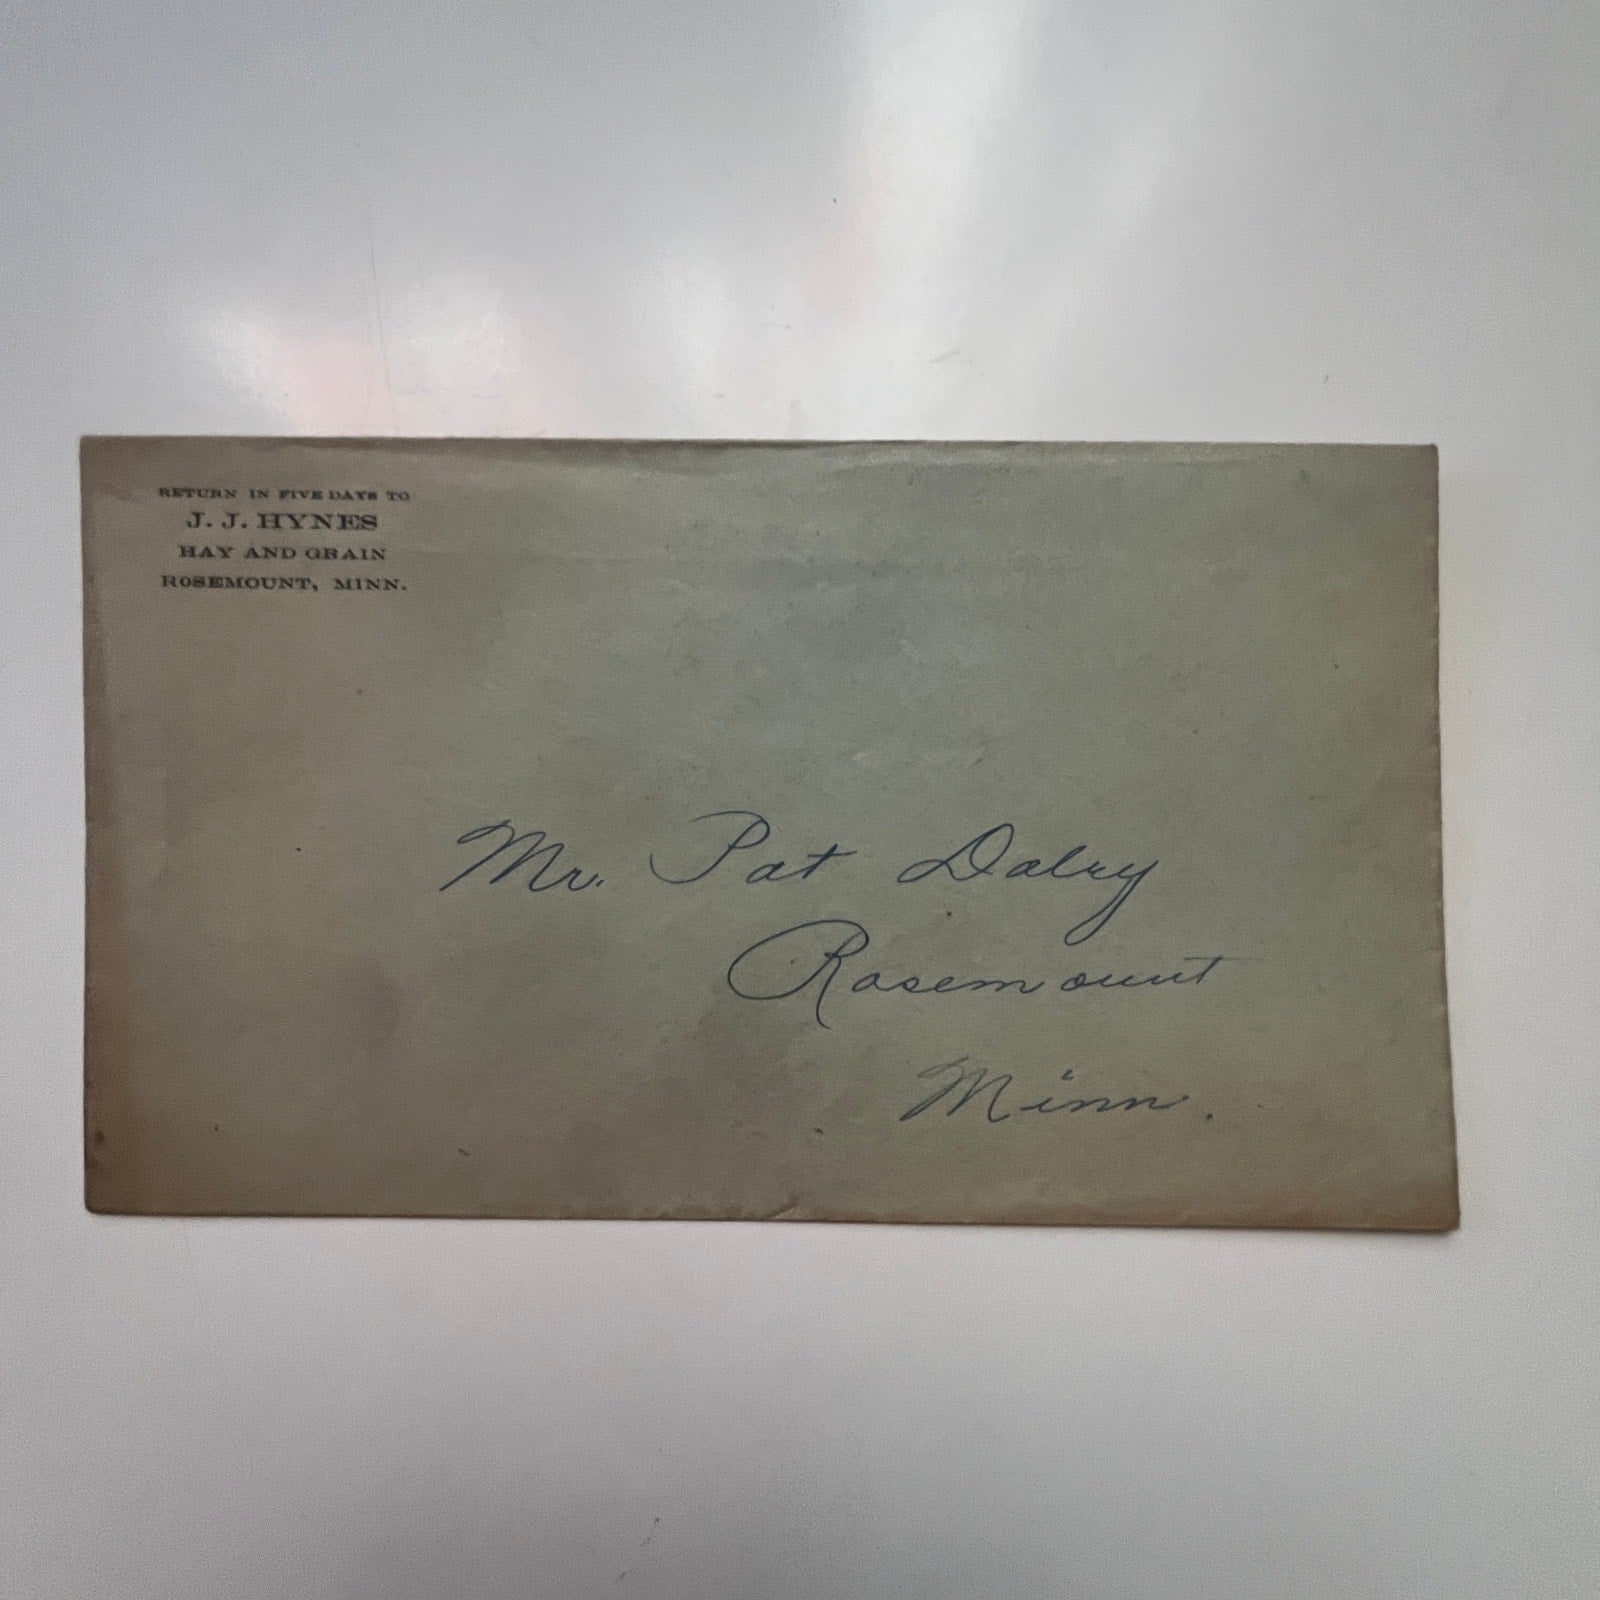 RETURN IN FIVE DAYS TO
J. J. HYNES
HAY AND GRAIN
ROSEMOUNT, MINN.
Mr. Pat Daley
Rosemount
Minn.